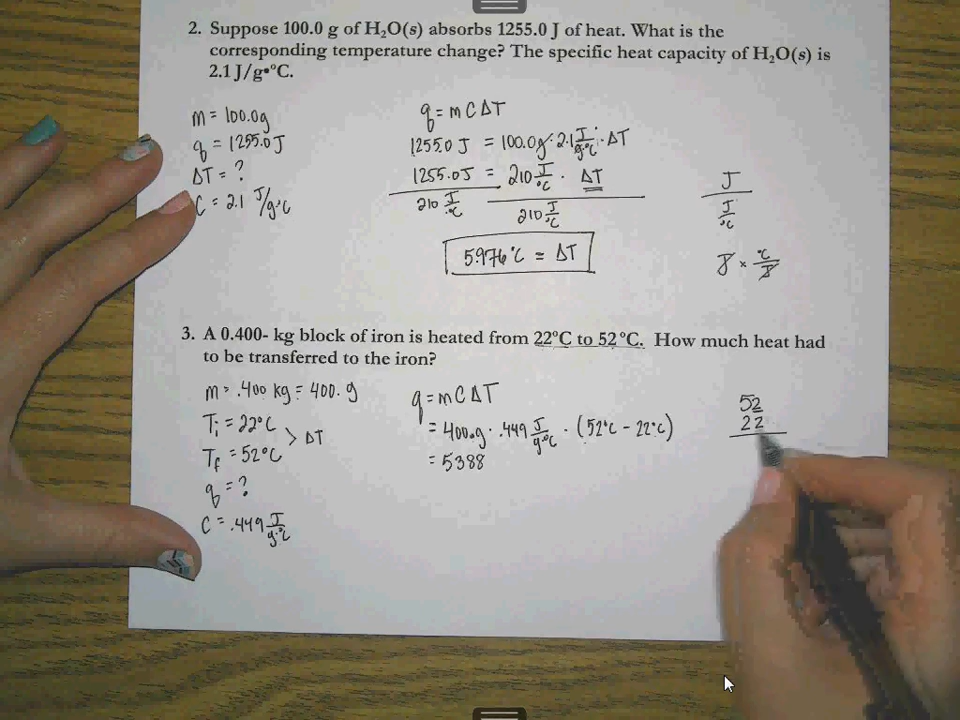 2. Suppose 100.0 g of H₂O(s) absorbs 1255.0 J of heat. What is the
corresponding temperature change? The specific heat capacity of H₂O(s) is
2.1 J/g•°C.
m = 100.0g
q = 1255.0J
ΔT = ?
C = 2.1 J/g·°C
q = mCΔT
1255.0 J = 100.0g · 2.1 J/g·°C · ΔT
1255.0J = 210 J/°C · ΔT
210 J/°C 210 J/°C
5.976°C = ΔT
J
J/°C
J × °C/J
3. A 0.400- kg block of iron is heated from 22°C to 52 °C. How much heat had
to be transferred to the iron?
m = .400 kg = 400. g
Ti = 22°C
> ΔT
Tf = 52°C
q = ?
C = .449 J/g·°C
q = mCΔT
= 400.g · .449 J/g·°C · (52°C - 22°C)
= 5388
52
22